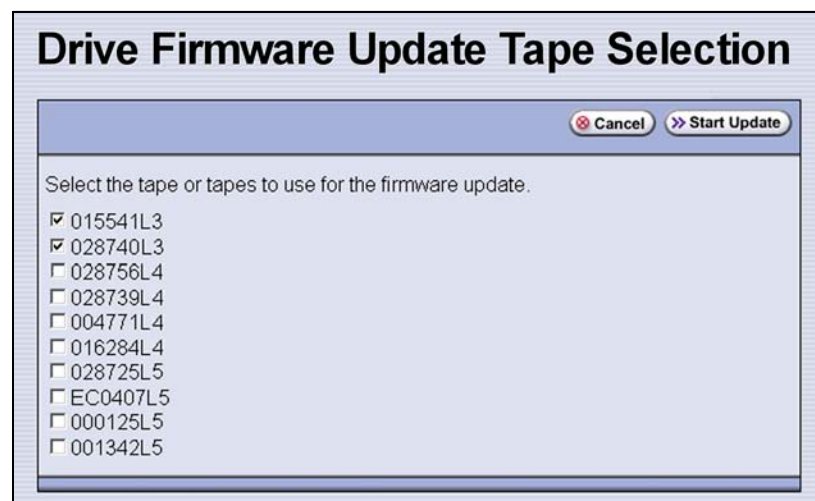 Drive Firmware Update Tape Selection
Cancel Start Update
Select the tape or tapes to use for the firmware update.
015541L3
028740L3
028756L4
028739L4
004771L4
016284L4
028725L5
EC0407L5
000125L5
001342L5